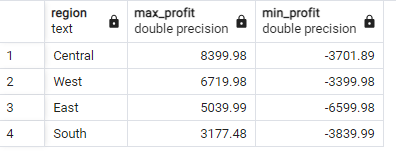 region max_profit min_profit
text double precision double precision
1 Central 8399.98 -3701.89
2 West 6719.98 -3399.98
3 East 5039.99 -6599.98
4 South 3177.48 -3839.99